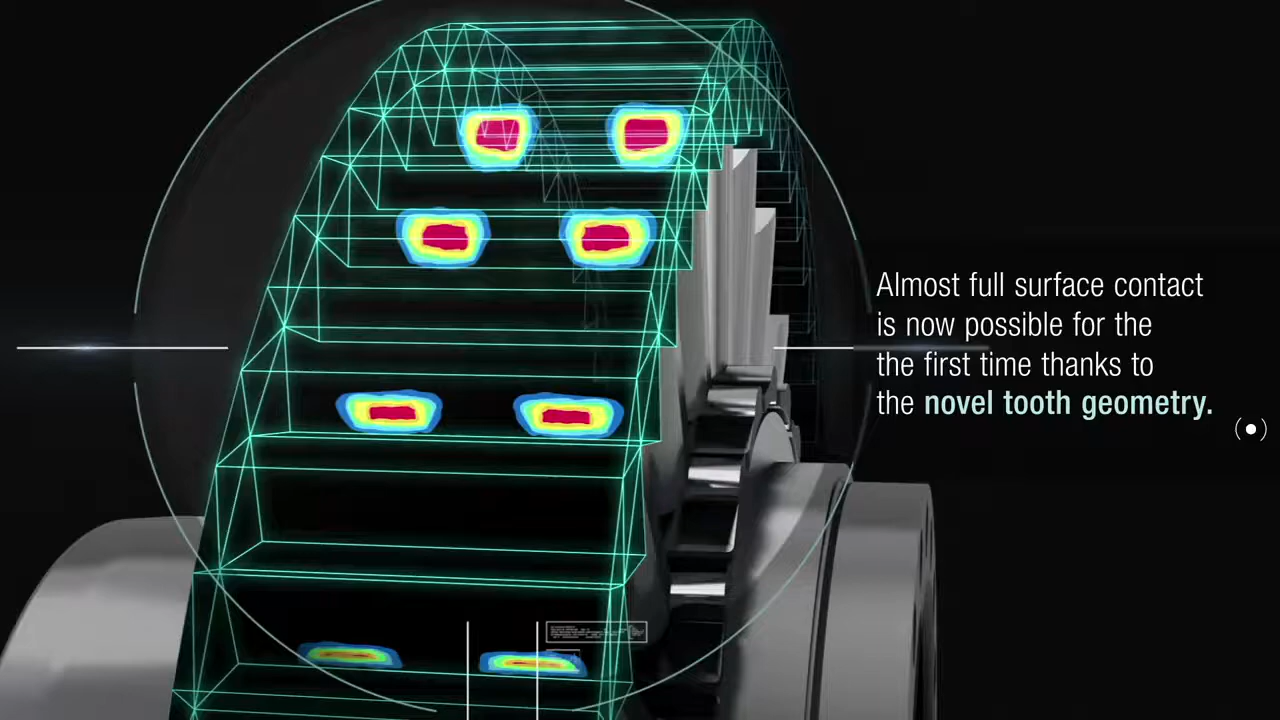 Almost full surface contact
is now possible for the
the first time thanks to
the novel tooth geometry.